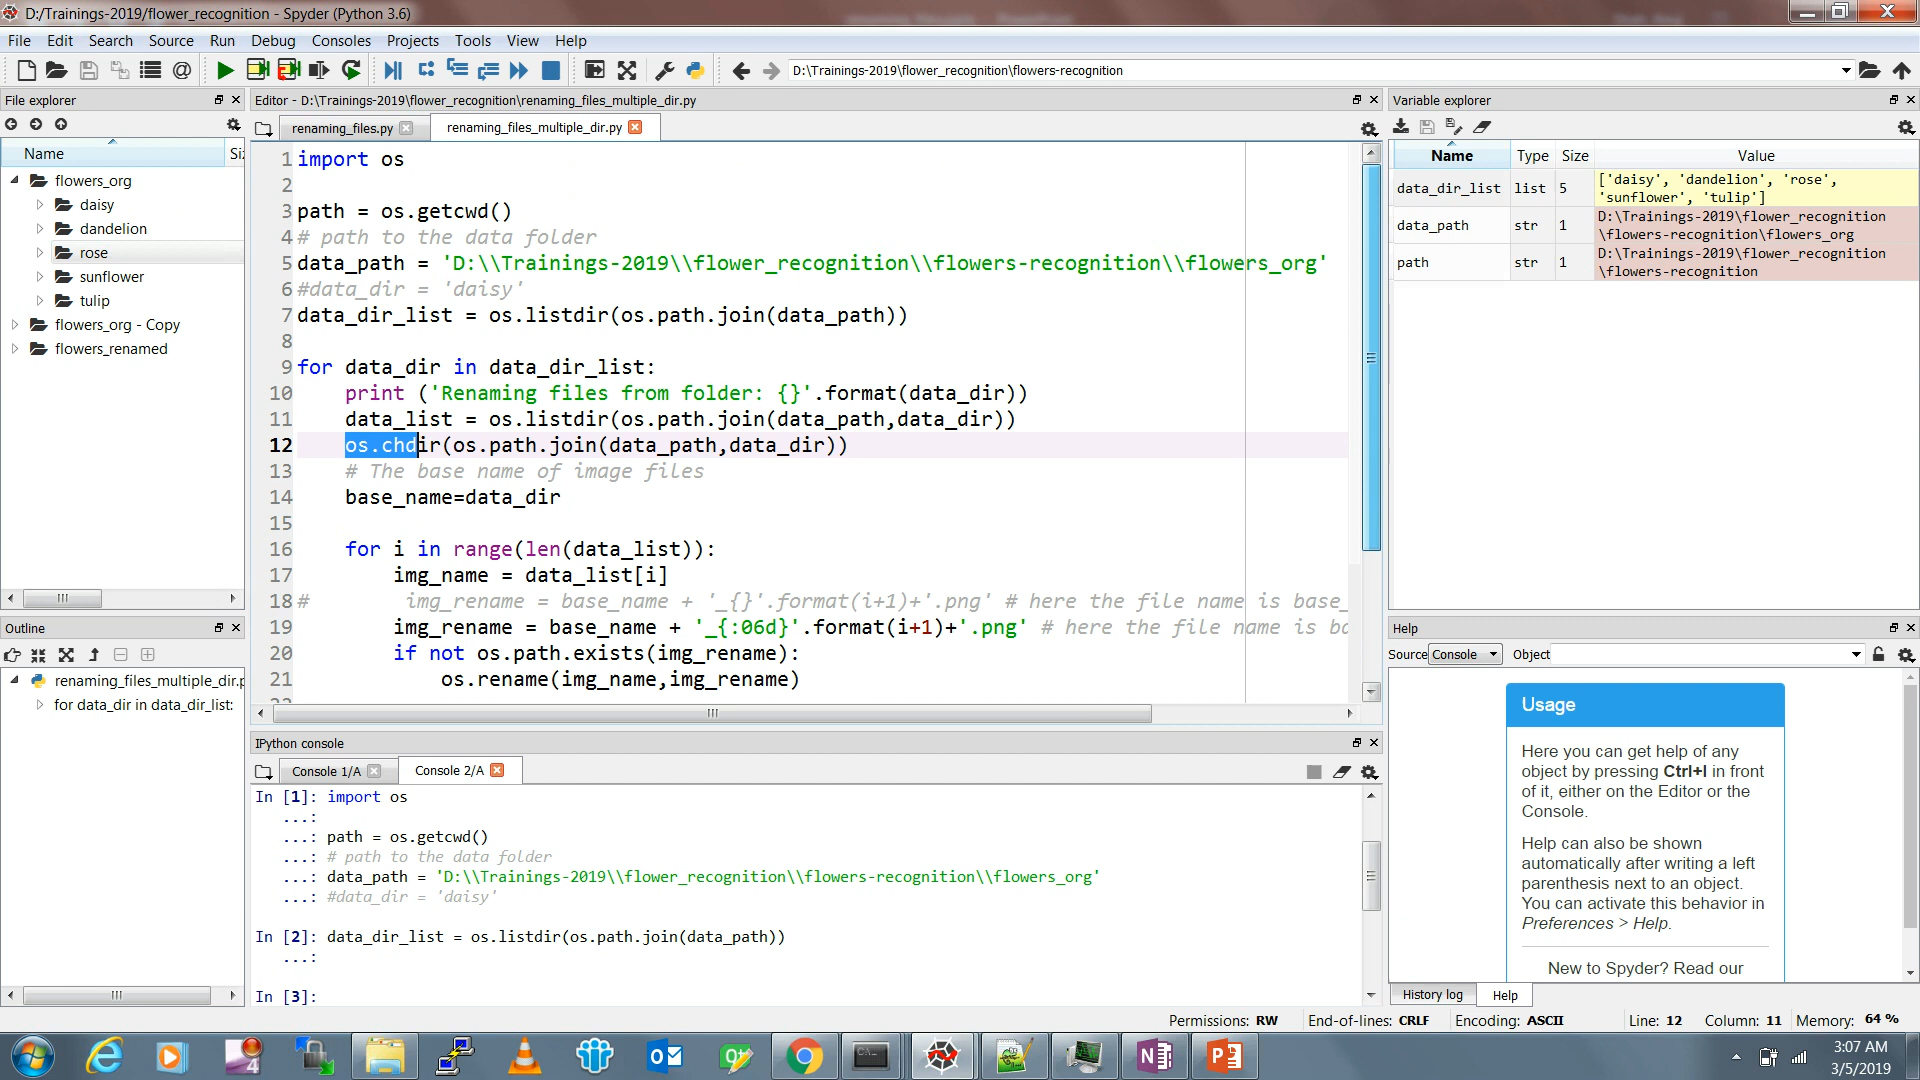 D:/Trainings-2019/flower_recognition - Spyder (Python 3.6)
File Edit Search Source Run Debug Consoles Projects Tools View Help
D:\Trainings-2019\flower_recognition\flowers-recognition
File explorer
Name
Si
flowers_org
daisy
dandelion
rose
sunflower
tulip
flowers_org - Copy
flowers_renamed
Outline
renaming_files_multiple_dir.p
for data_dir in data_dir_list:
Editor - D:\Trainings-2019\flower_recognition\renaming_files_multiple_dir.py
renaming_files.py
renaming_files_multiple_dir.py
1 import os
2
3 path = os.getcwd()
4 # path to the data folder
5 data_path = 'D:\\Trainings-2019\\flower_recognition\\flowers-recognition\\flowers_org'
6 #data_dir = 'daisy'
7 data_dir_list = os.listdir(os.path.join(data_path))
8
9 for data_dir in data_dir_list:
10 print ('Renaming files from folder: {}'.format(data_dir))
11 data_list = os.listdir(os.path.join(data_path,data_dir))
12 os.chdir(os.path.join(data_path,data_dir))
13 # The base name of image files
14 base_name=data_dir
15
16 for i in range(len(data_list)):
17 img_name = data_list[i]
18 # img_rename = base_name + '_{}'.format(i+1)+'.png' # here the file name is base_
19 img_rename = base_name + '_{:06d}'.format(i+1)+'.png' # here the file name is ba
20 if not os.path.exists(img_rename):
21 os.rename(img_name,img_rename)
IPython console
Console 1/A
Console 2/A
In [1]: import os
...:
...: path = os.getcwd()
...: # path to the data folder
...: data_path = 'D:\\Trainings-2019\\flower_recognition\\flowers-recognition\\flowers_org'
...: #data_dir = 'daisy'
In [2]: data_dir_list = os.listdir(os.path.join(data_path))
...:
In [3]:
Variable explorer
Name Type Size Value
data_dir_list list 5 ['daisy', 'dandelion', 'rose',
'sunflower', 'tulip']
data_path str 1 D:\Trainings-2019\flower_recognition
\flowers-recognition\flowers_org
path str 1 D:\Trainings-2019\flower_recognition
\flowers-recognition
Help
Source Console Object
Usage
Here you can get help of any
object by pressing Ctrl+I in front
of it, either on the Editor or the
Console.
Help can also be shown
automatically after writing a left
parenthesis next to an object.
You can activate this behavior in
Preferences > Help.
New to Spyder? Read our
History log
Help
Permissions: RW End-of-lines: CRLF Encoding: ASCII Line: 12 Column: 11 Memory: 64 %
3:07 AM
3/5/2019